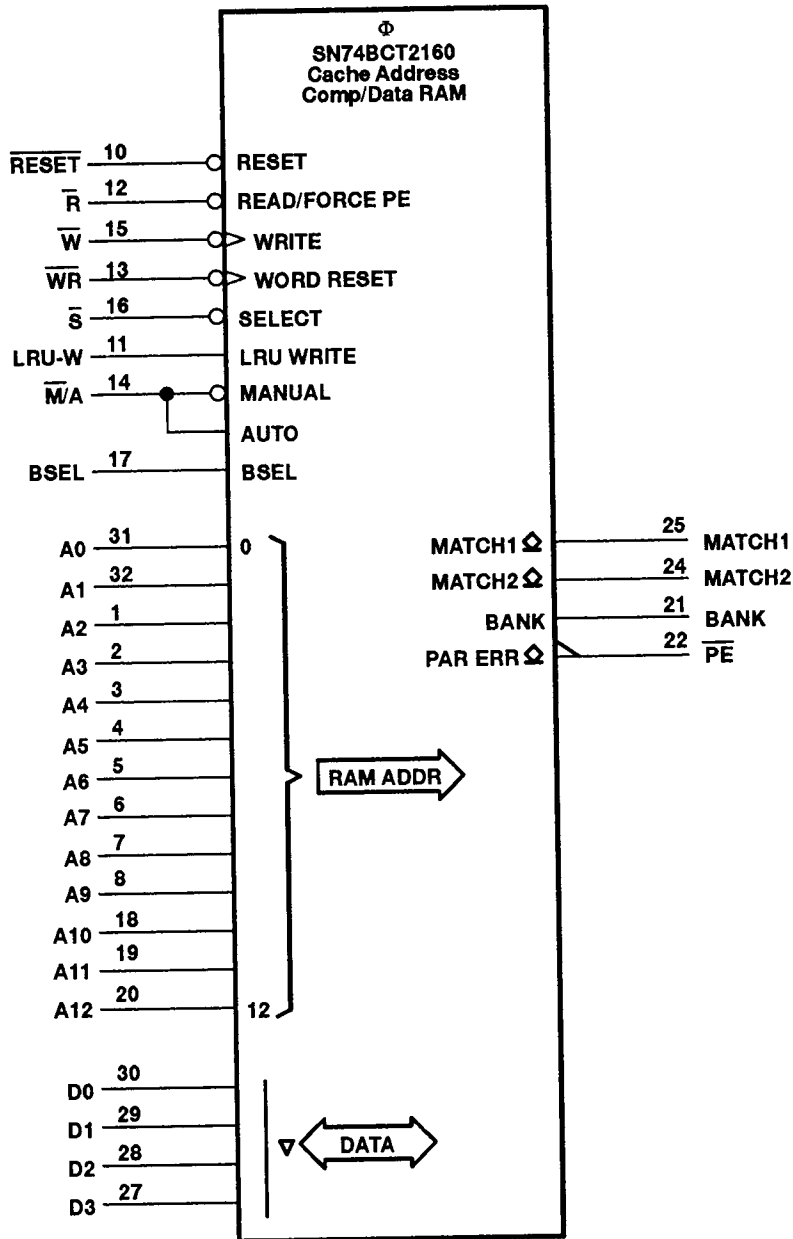 Φ
SN74BCT2160
Cache Address
Comp/Data RAM
RESET 10 RESET
R 12 READ/FORCE PE
W 15 WRITE
WR 13 WORD RESET
S 16 SELECT
LRU-W 11 LRU WRITE
M/A 14 MANUAL
AUTO
BSEL 17 BSEL
A0 31 0
MATCH1 25 MATCH1
A1 32
MATCH2 24 MATCH2
A2 1
BANK 21 BANK
A3 2
PAR ERR 22 PE
A4 3
A5 4
A6 5
RAM ADDR
A7 6
A8 7
A9 8
A10 18
A11 19
A12 20 12
D0 30
D1 29
DATA
D2 28
D3 27